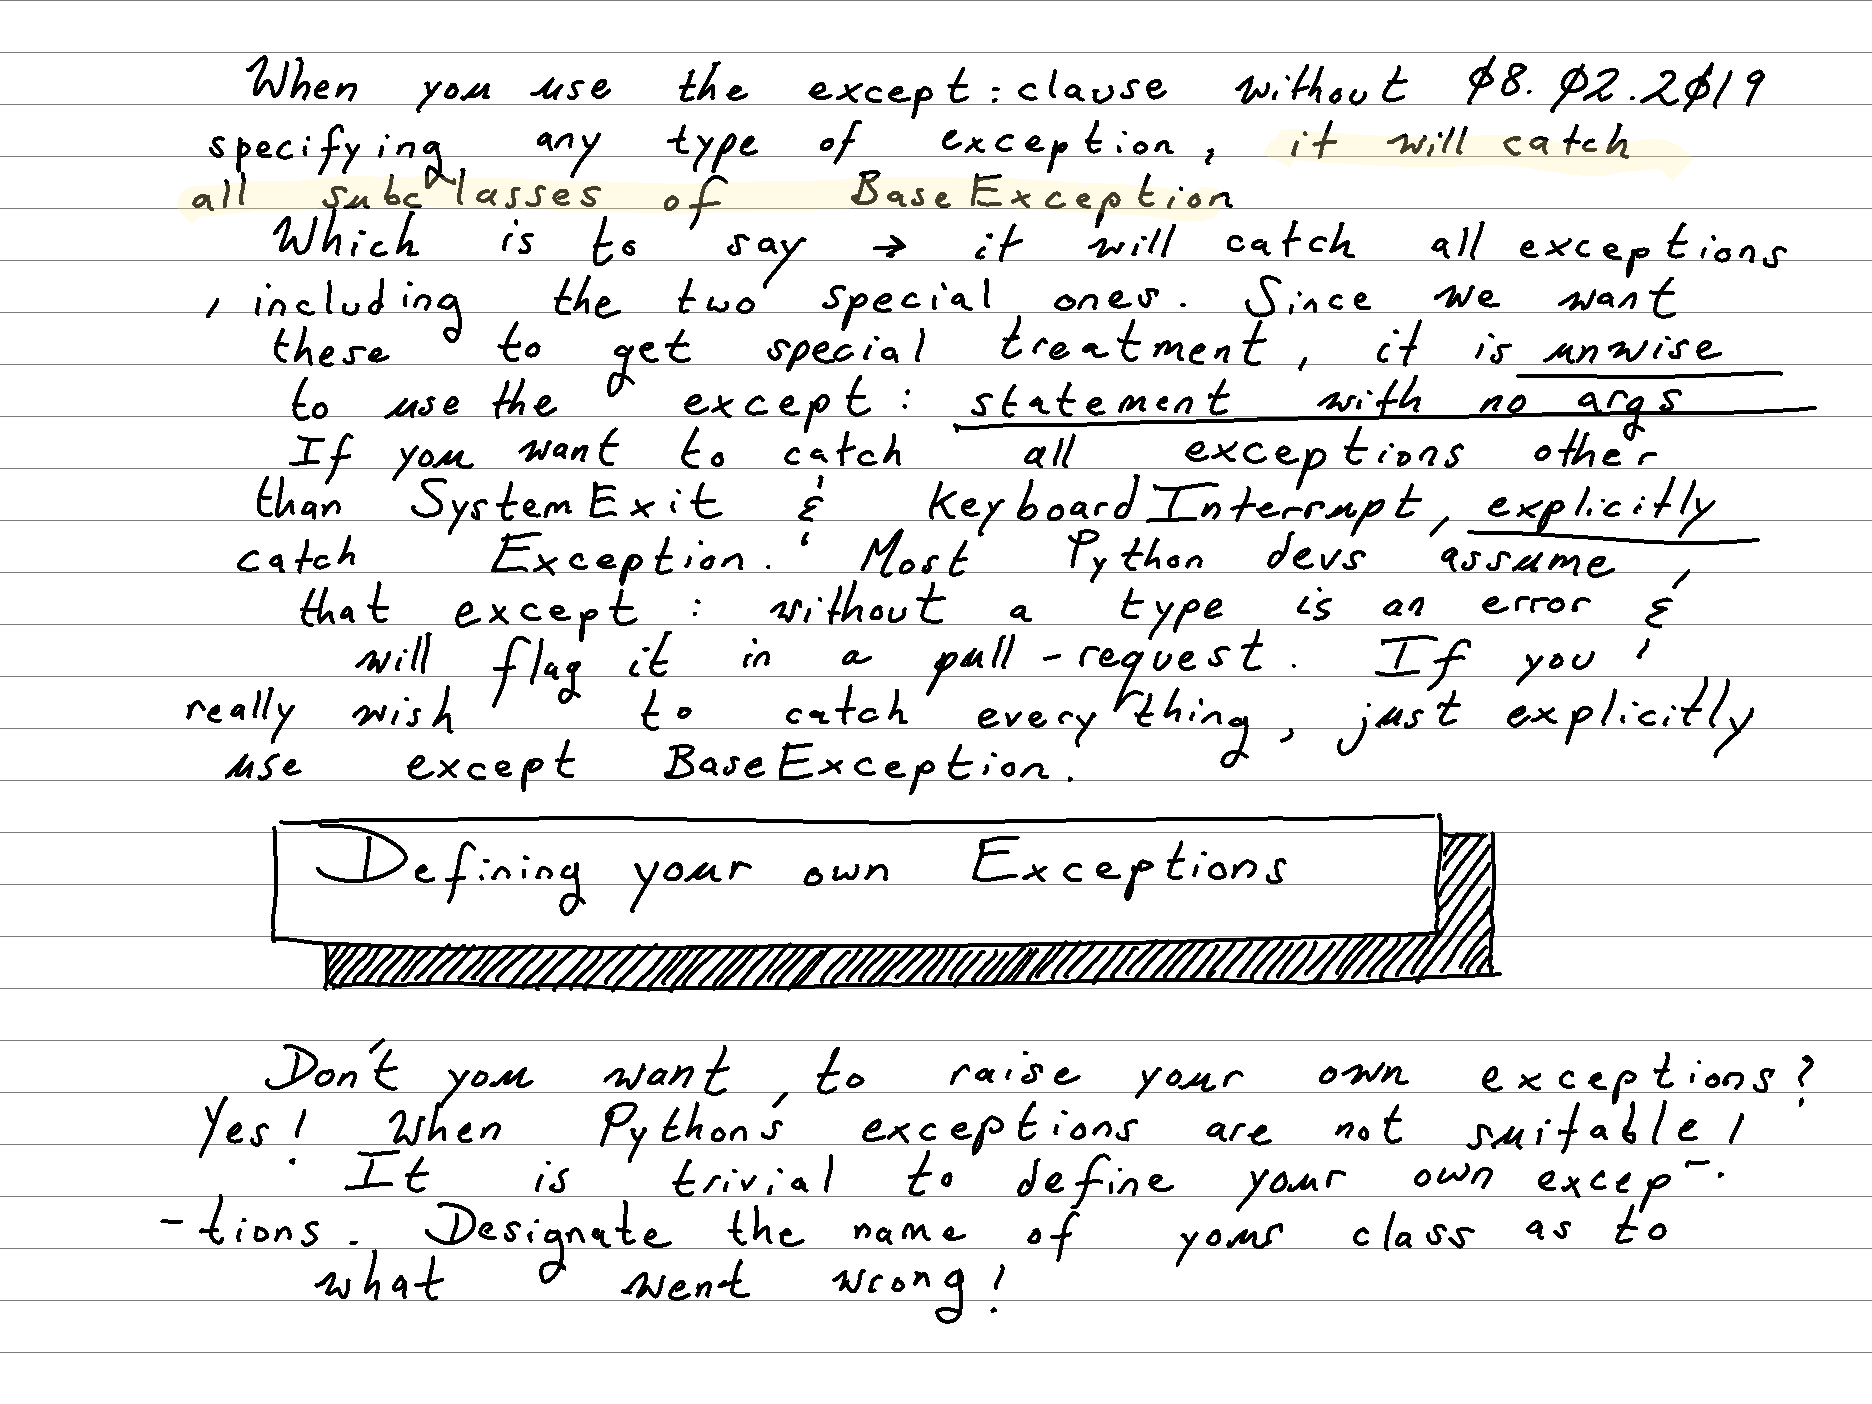 When you use the except: clause without 08.02.2019
specifying any type of exception, it will catch
all subclasses of BaseException
Which is to say → it will catch all exceptions
, including the two special ones. Since we want
these to get special treatment, it is unwise
to use the except: statement with no args
If you want to catch all exceptions other
than SystemExit & KeyboardInterrupt, explicitly
catch Exception. Most Python devs assume
that except: without a type is an error &
will flag it in a pull-request. If you
really wish to catch everything, just explicitly
use except BaseException.
Defining your own Exceptions
Don't you want to raise your own exceptions?
Yes! When Python's exceptions are not suitable!
It is trivial to define your own excep-
-tions. Designate the name of your class as to
what went wrong!